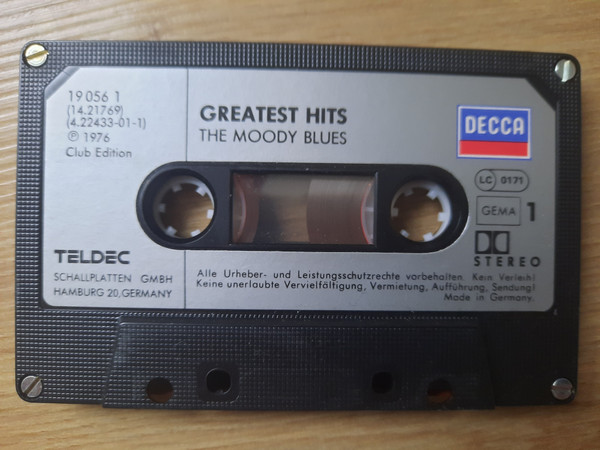 19 056 1
(14.21769)
(4.22433-01-1)
℗ 1976
Club Edition
GREATEST HITS
THE MOODY BLUES
DECCA
LC 0171
GEMA 1
STEREO
TELDEC
SCHALLPLATTEN GMBH
HAMBURG 20, GERMANY
Alle Urheber- und Leistungsschutzrechte vorbehalten. Kein Verleih!
Keine unerlaubte Vervielfältigung, Vermietung, Aufführung, Sendung!
Made in Germany.